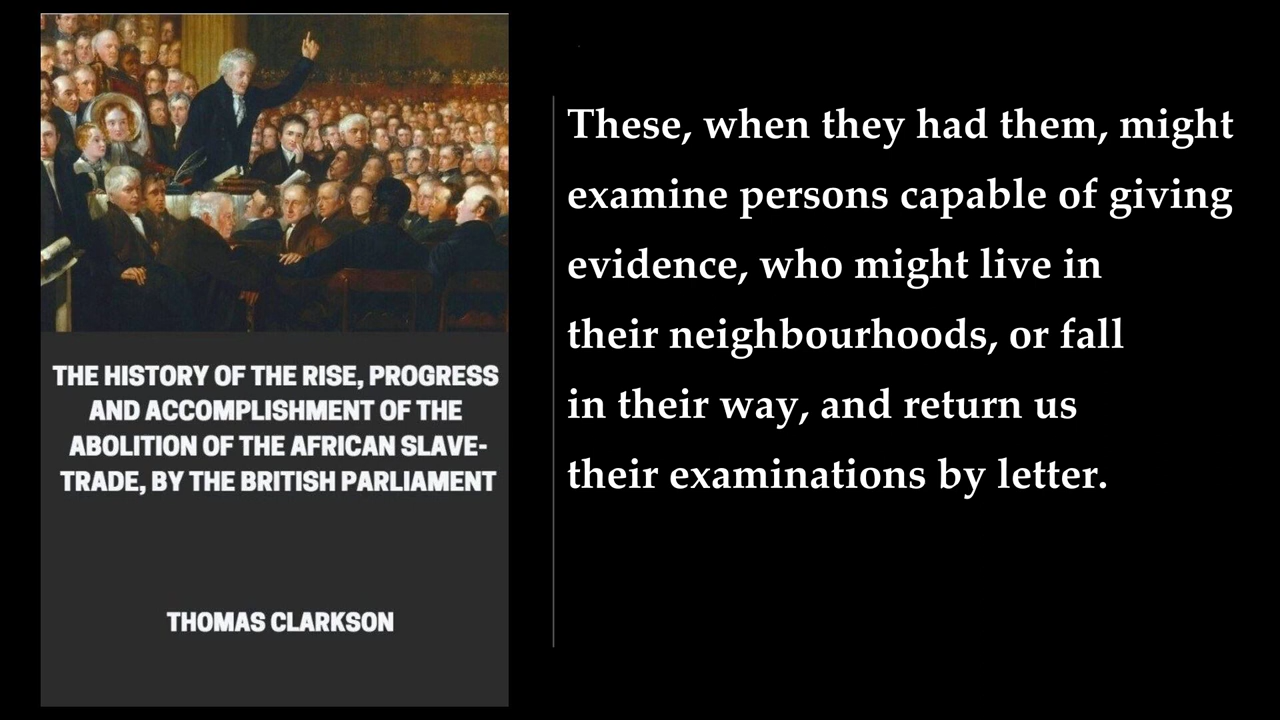 THE HISTORY OF THE RISE, PROGRESS
AND ACCOMPLISHMENT OF THE
ABOLITION OF THE AFRICAN SLAVE-
TRADE, BY THE BRITISH PARLIAMENT
THOMAS CLARKSON
These, when they had them, might
examine persons capable of giving
evidence, who might live in
their neighbourhoods, or fall
in their way, and return us
their examinations by letter.